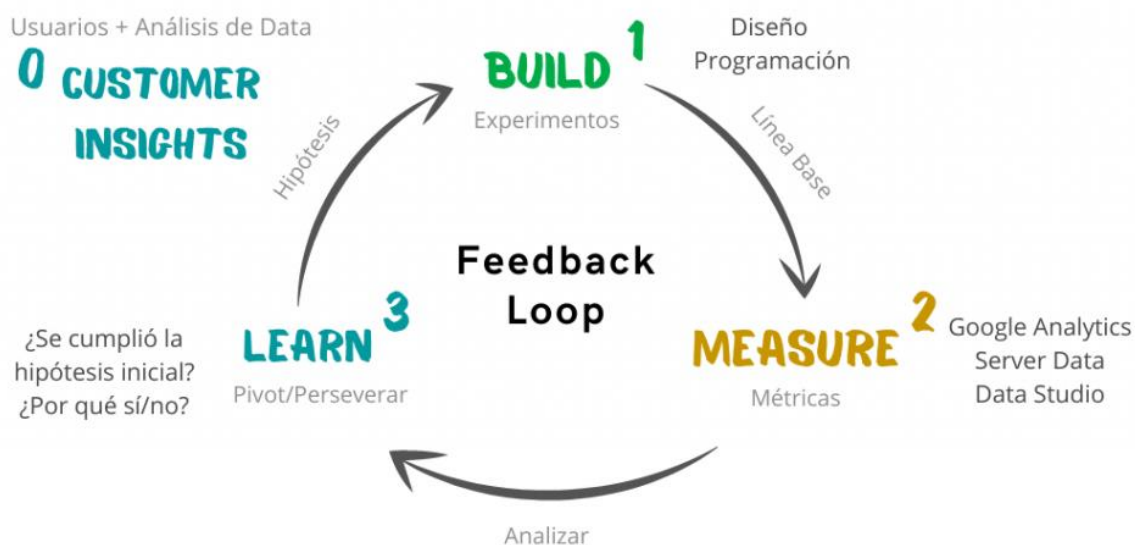 Usuarios + Análisis de Data
0 CUSTOMER
INSIGHTS
Hipótesis
BUILD 1
Experimentos
Diseño
Programación
Línea Base
Feedback
Loop
MEASURE 2
Métricas
Google Analytics
Server Data
Data Studio
Analizar
LEARN 3
Pivot/Perseverar
¿Se cumplió la
hipótesis inicial?
¿Por qué sí/no?